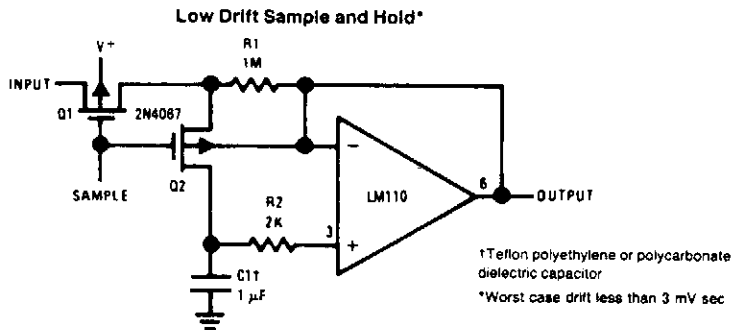 Low Drift Sample and Hold*
R1
1M
V+
INPUT
Q1
2N4067
Q2
SAMPLE
R2
2K
3
+
−
LM110
6
OUTPUT
C1†
1 μF
†Teflon polyethylene or polycarbonate
dielectric capacitor
*Worst case drift less than 3 mV sec